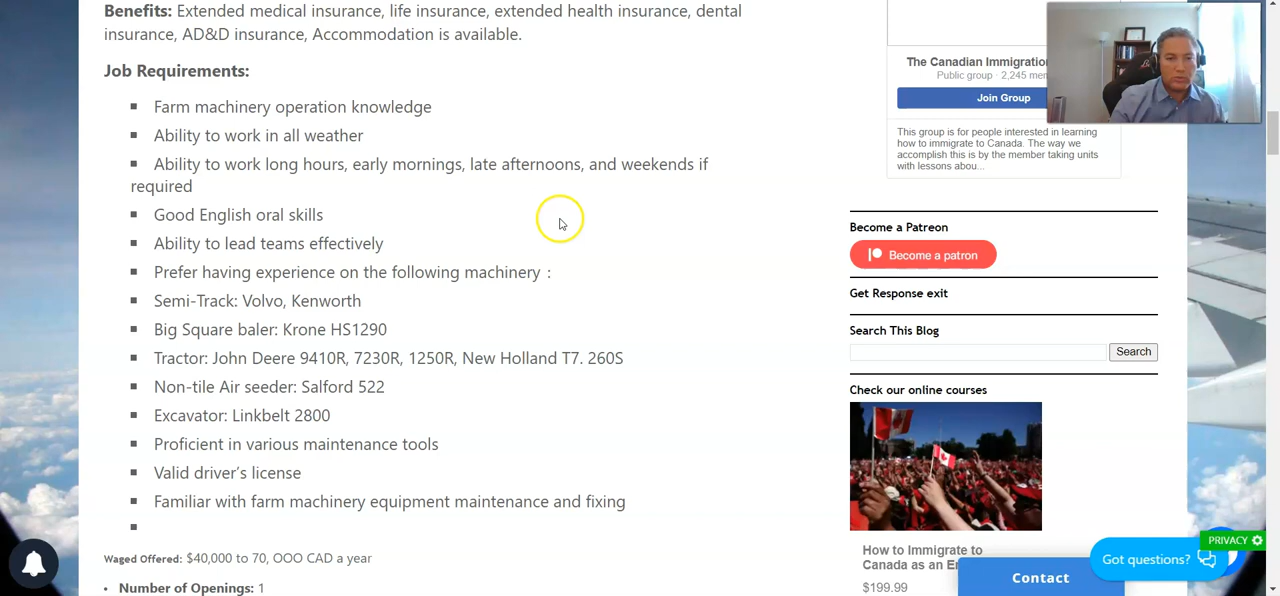 Benefits: Extended medical insurance, life insurance, extended health insurance, dental
insurance, AD&D insurance, Accommodation is available.
Job Requirements:
Farm machinery operation knowledge
Ability to work in all weather
Ability to work long hours, early mornings, late afternoons, and weekends if
required
Good English oral skills
Ability to lead teams effectively
Prefer having experience on the following machinery :
Semi-Track: Volvo, Kenworth
Big Square baler: Krone HS1290
Tractor: John Deere 9410R, 7230R, 1250R, New Holland T7. 260S
Non-tile Air seeder: Salford 522
Excavator: Linkbelt 2800
Proficient in various maintenance tools
Valid driver's license
Familiar with farm machinery equipment maintenance and fixing
Waged Offered: $40,000 to 70, OOO CAD a year
Number of Openings: 1
The Canadian Immigration
Public group · 2,245 mem
Join Group
This group is for people interested in learning
how to immigrate to Canada. The way we
accomplish this is by the member taking units
with lessons abou...
Become a Patreon
Become a patron
Get Response exit
Search This Blog
Search
Check our online courses
How to Immigrate to
Canada as an En
$199.99
PRIVACY
Got questions?
Contact